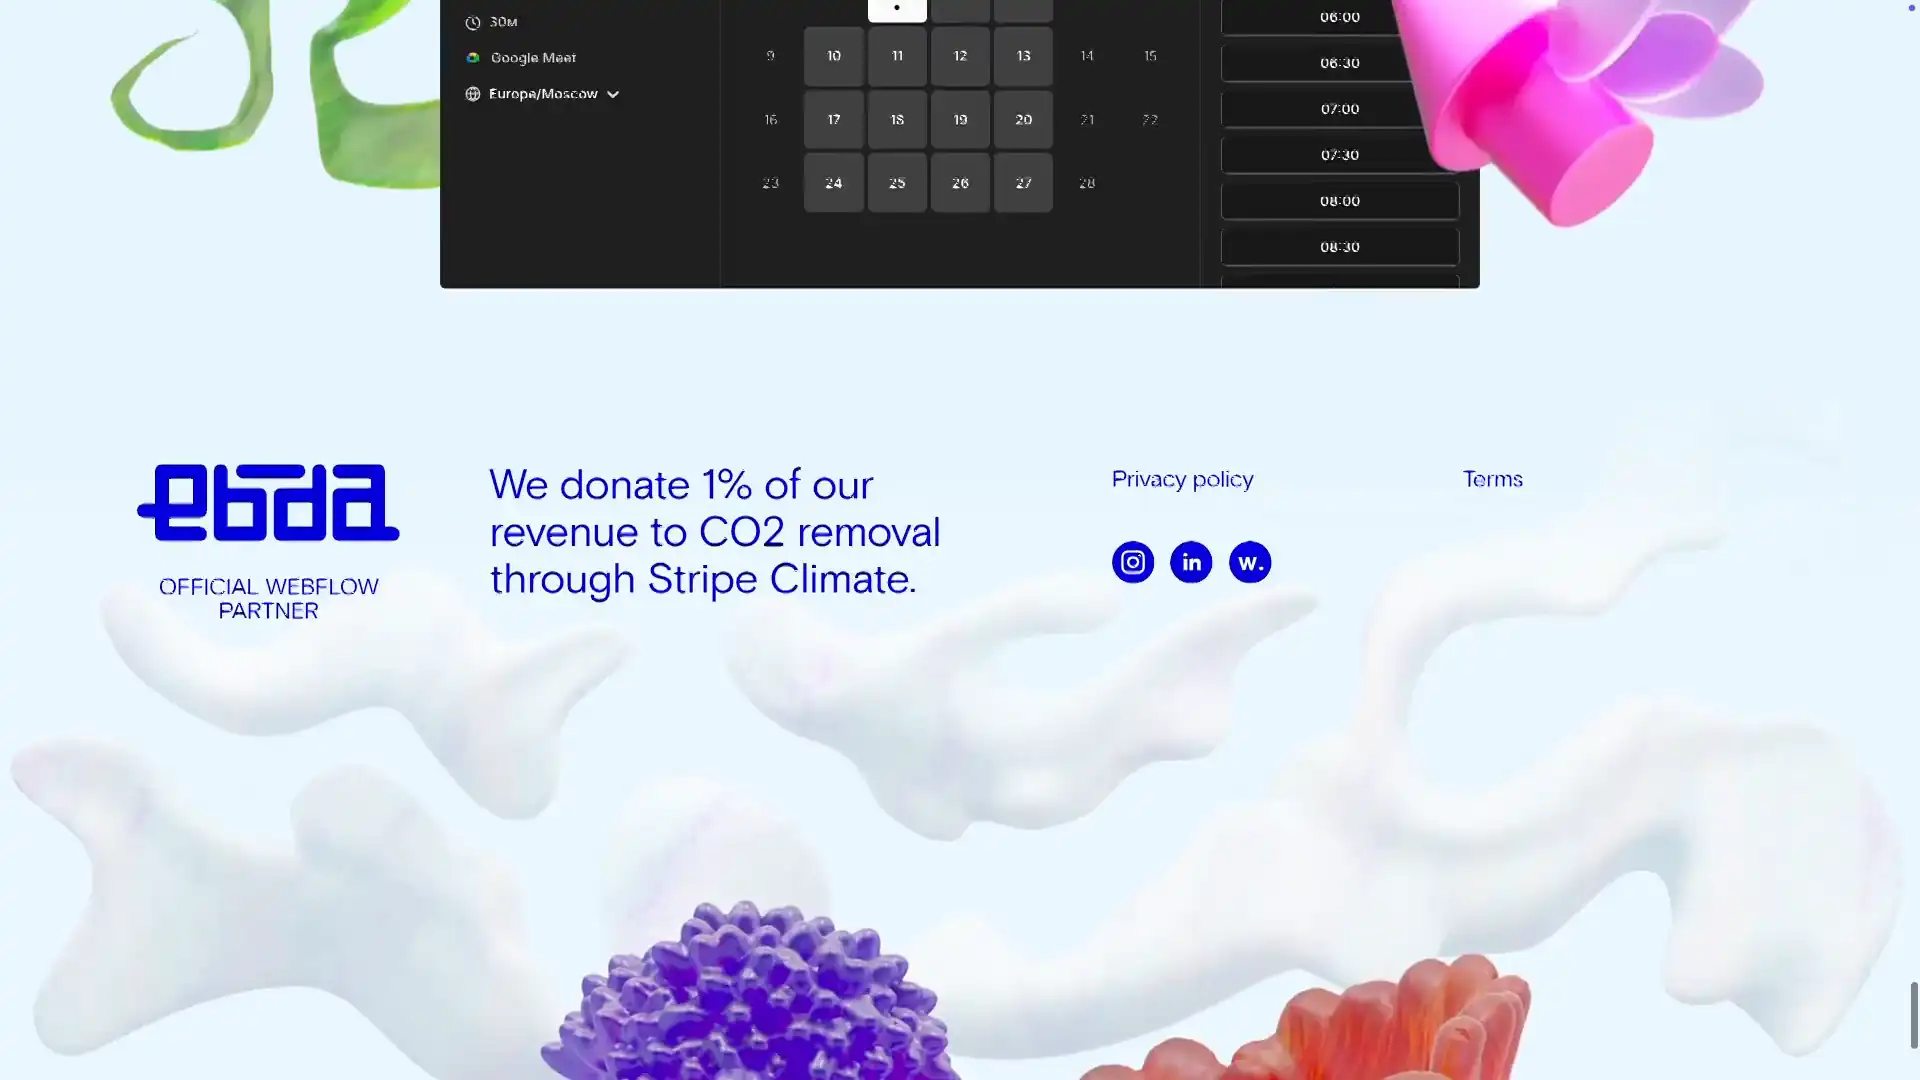 30м
Google Meet
Europe/Moscow
9 10 11 12 13 14 15
16 17 18 19 20 21 22
23 24 25 26 27 28
06:00
06:30
07:00
07:30
08:00
08:30
ebda
OFFICIAL WEBFLOW
PARTNER
We donate 1% of our
revenue to CO2 removal
through Stripe Climate.
Privacy policy
Terms
in
w.